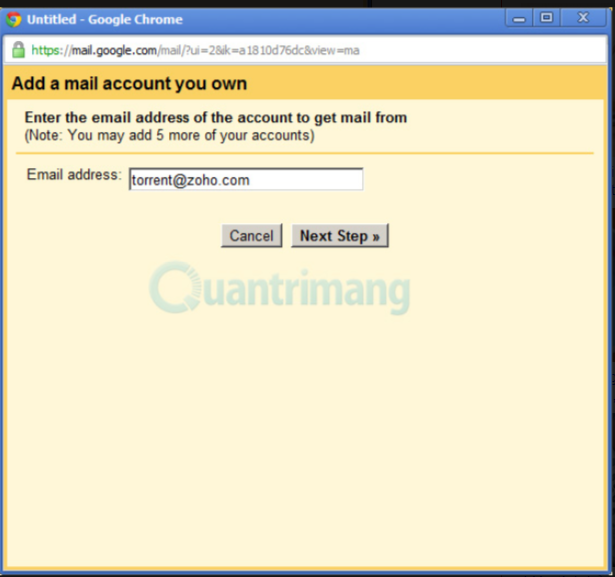 Untitled - Google Chrome
https://mail.google.com/mail/?ui=2&ik=a1810d76dc&view=ma
Add a mail account you own
Enter the email address of the account to get mail from
(Note: You may add 5 more of your accounts)
Email address: torrent@zoho.com
Cancel Next Step »
Quantrimang